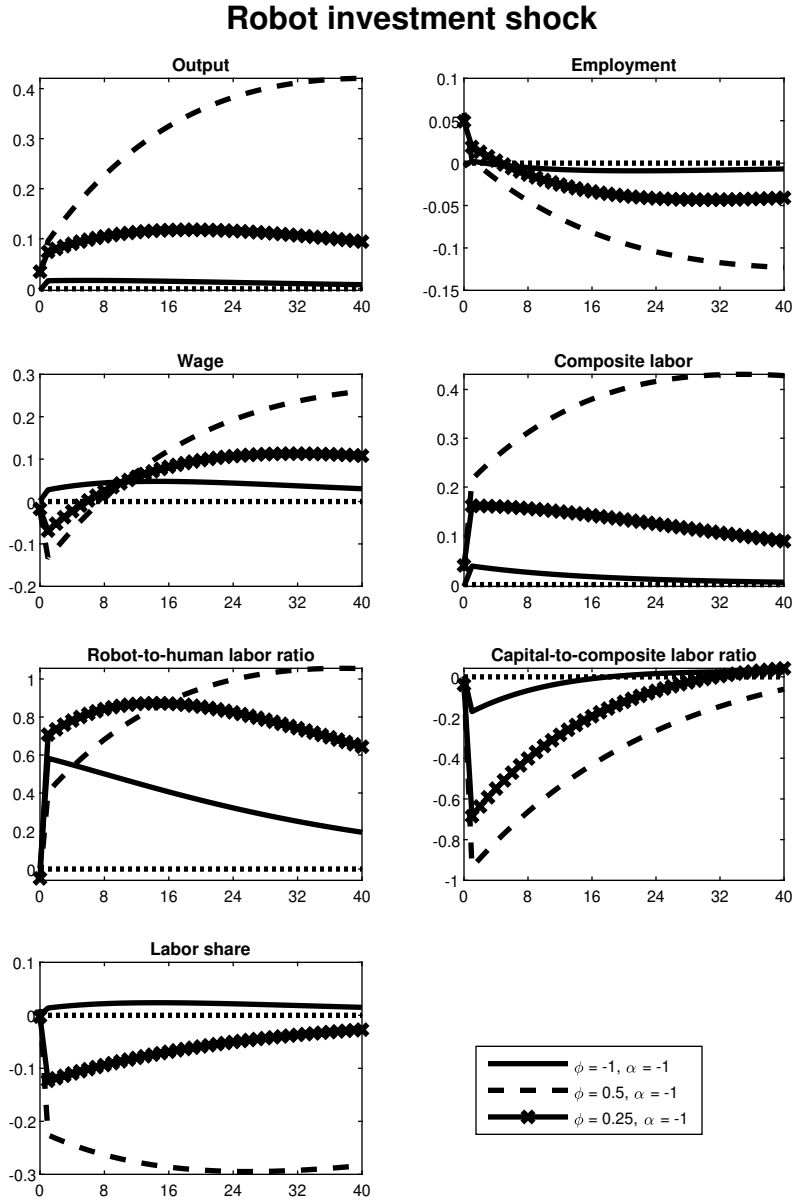 Robot investment shock
Output
0.4
0.3
0.2
0.1
0
0 8 16 24 32 40
Employment
0.1
0.05
0
-0.05
-0.1
-0.15
0 8 16 24 32 40
Wage
0.3
0.2
0.1
0
-0.1
-0.2
0 8 16 24 32 40
Composite labor
0.4
0.3
0.2
0.1
0
0 8 16 24 32 40
Robot-to-human labor ratio
1
0.8
0.6
0.4
0.2
0
0 8 16 24 32 40
Capital-to-composite labor ratio
0
-0.2
-0.4
-0.6
-0.8
-1
0 8 16 24 32 40
Labor share
0.1
0
-0.1
-0.2
-0.3
0 8 16 24 32 40
ϕ = -1, α = -1
ϕ = 0.5, α = -1
ϕ = 0.25, α = -1